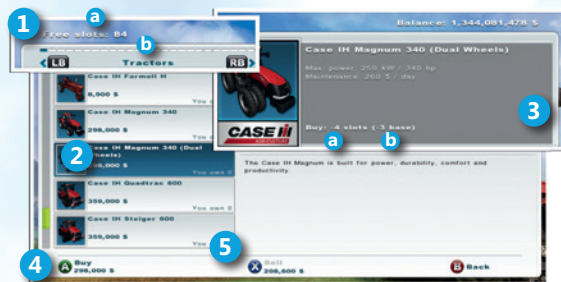 1
a
Free slots: 84
b
LB Tractors RB
Case IH Farmall H
8,900 $
You o
Case IH Magnum 340
298,000 $
You o
2
Case IH Magnum 340 (Dual Wheels)
298,000 $
Case IH Quadtrac 600
359,000 $
You own 0
Case IH Steiger 600
359,000 $
You
4
A Buy
298,000 $
5
X Sell
208,600 $
B Back
Balance: 1,344,081,478 $
Case IH Magnum 340 (Dual Wheels)
Max. power: 250 kW / 340 hp
Maintenance: 260 $ / day
3
CASE IH
AGRICULTURE
Buy: -4 slots (-3 base)
a
b
The Case IH Magnum is built for power, durability, comfort and
productivity.